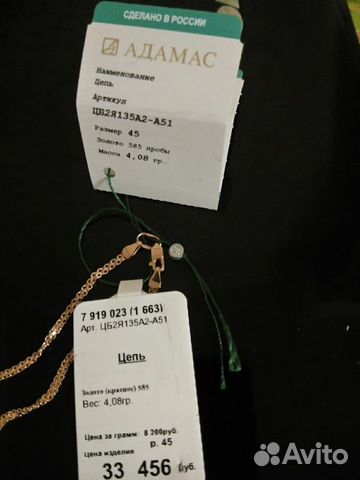 СДЕЛАНО В РОССИИ
АДАМАС
Наименование
Цепь
Артикул
ЦБ2Я135А2-А51
Размер 45
Золото 585 пробы
Масса 4,08 гр.
7 919 023 (1 663)
Арт. ЦБ2Я135А2-А51
Цепь
Золото (красное) 585
Вес: 4,08гр.
Цена за грамм: 8 200руб.
р. 45
Цена изделия
33 456 руб.
Avito